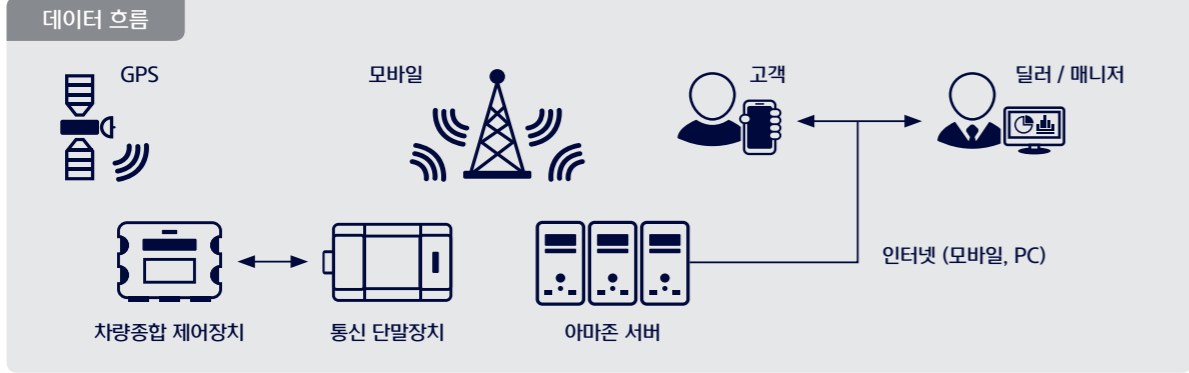 데이터 흐름
GPS
모바일
고객
딜러 / 매니저
인터넷 (모바일, PC)
차량종합 제어장치
통신 단말장치
아마존 서버